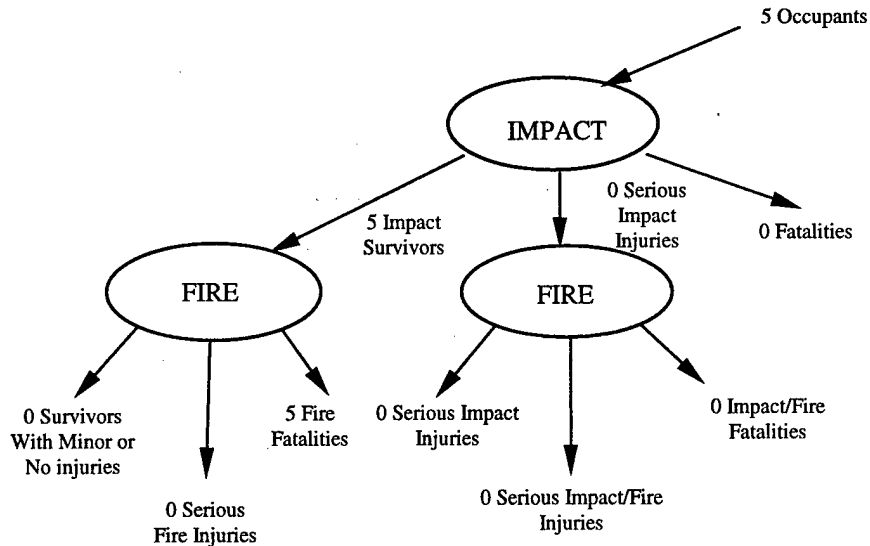 5 Occupants
IMPACT
5 Impact
Survivors
0 Serious
Impact
Injuries
0 Fatalities
FIRE
FIRE
0 Survivors
With Minor or
No injuries
0 Serious
Fire Injuries
5 Fire
Fatalities
0 Serious Impact
Injuries
0 Serious Impact/Fire
Injuries
0 Impact/Fire
Fatalities